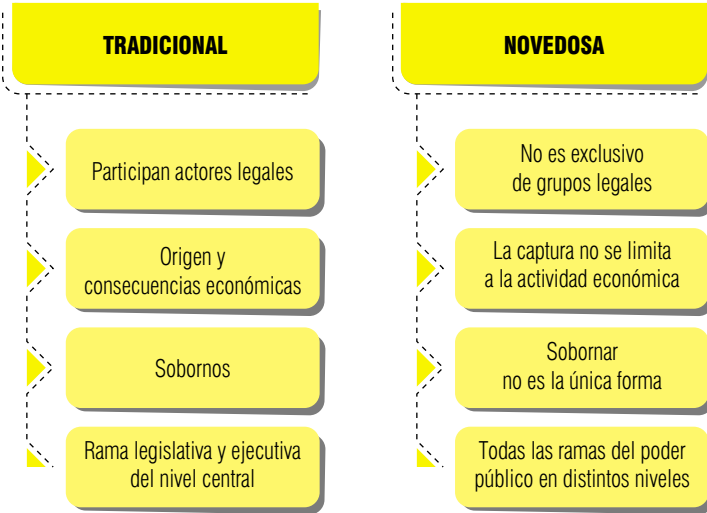 TRADICIONAL
Participan actores legales
Origen y
consecuencias económicas
Sobornos
Rama legislativa y ejecutiva
del nivel central
NOVEDOSA
No es exclusivo
de grupos legales
La captura no se limita
a la actividad económica
Sobornar
no es la única forma
Todas las ramas del poder
público en distintos niveles